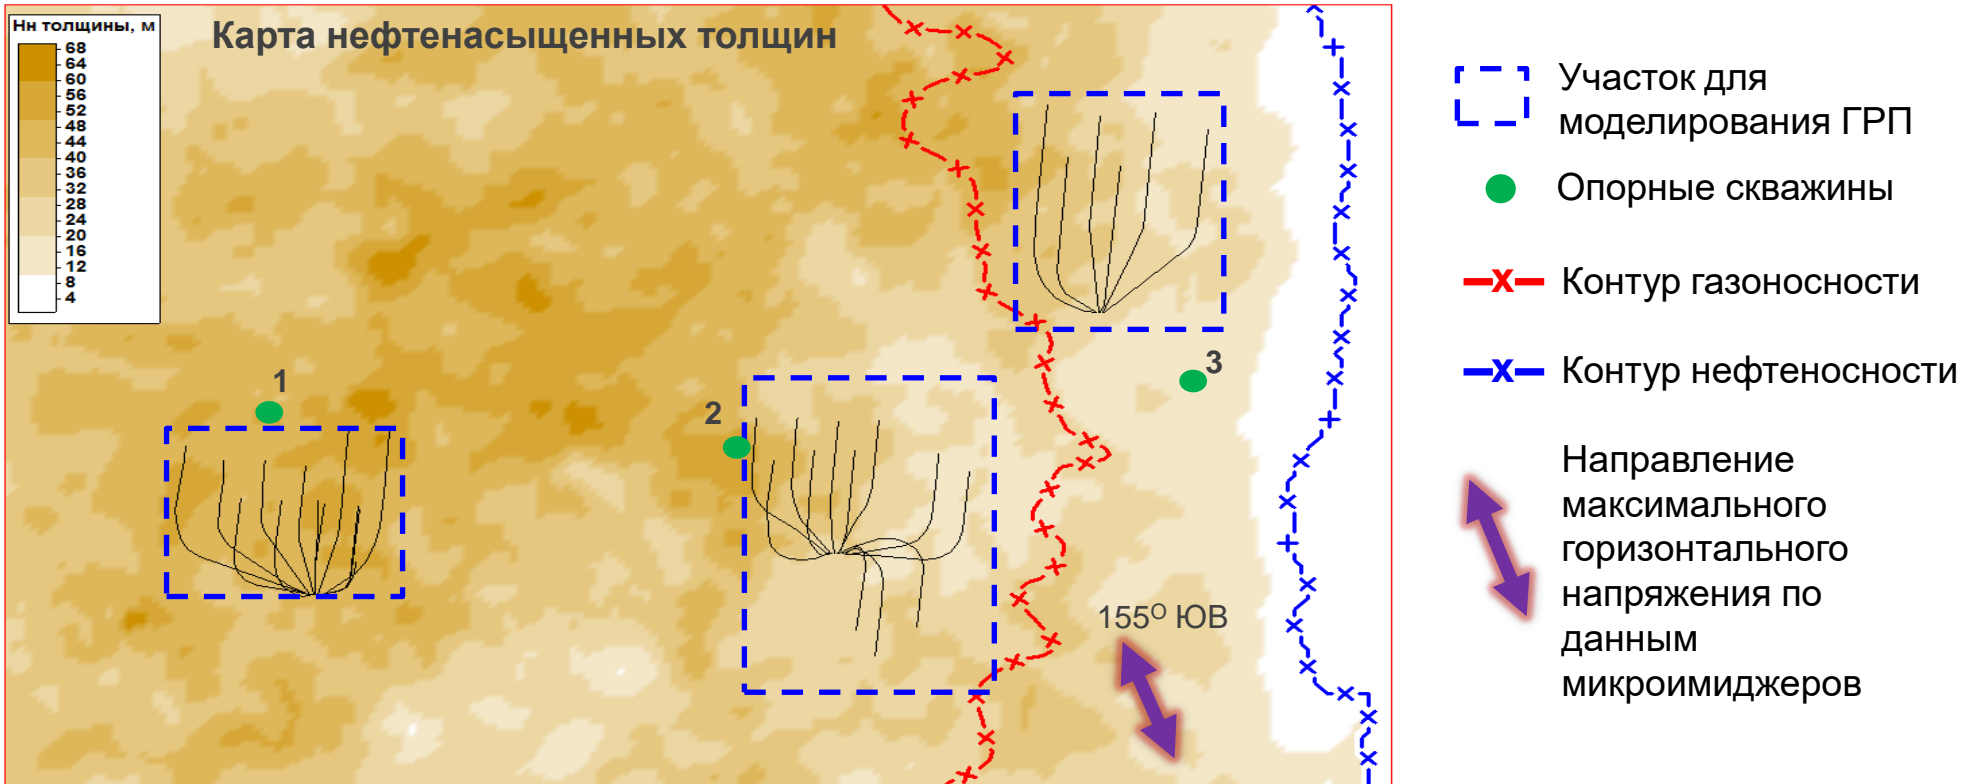 Нн толщины, м
68
64
60
56
52
48
44
40
36
32
28
24
20
16
12
8
4
Карта нефтенасыщенных толщин
1
2
3
155О ЮВ
Участок для
моделирования ГРП
Опорные скважины
Контур газоносности
Контур нефтеносности
Направление
максимального
горизонтального
напряжения по
данным
микроимиджеров